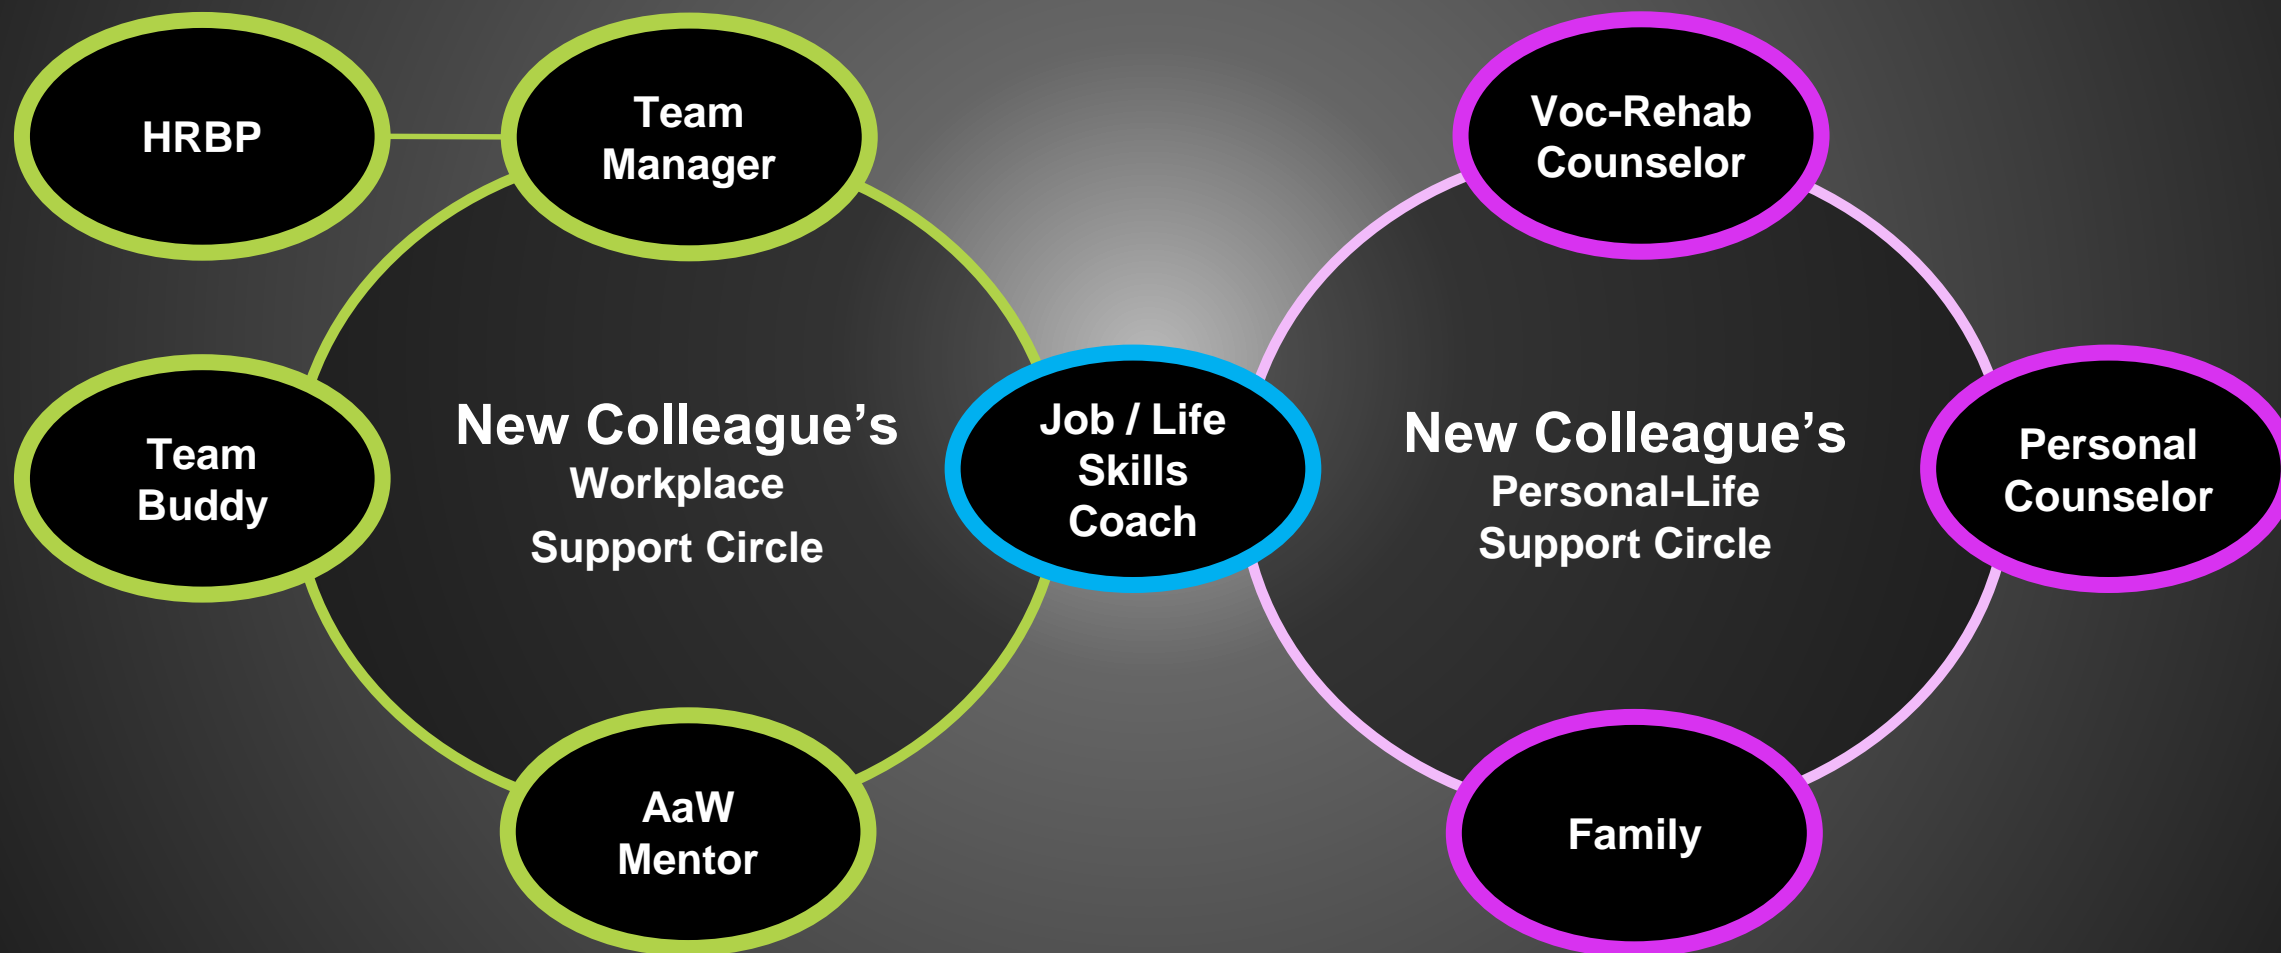 HRBP
Team
Manager
Voc-Rehab
Counselor
Team
Buddy
New Colleague’s
Workplace
Support Circle
Job / Life
Skills
Coach
New Colleague’s
Personal-Life
Support Circle
Personal
Counselor
AaW
Mentor
Family